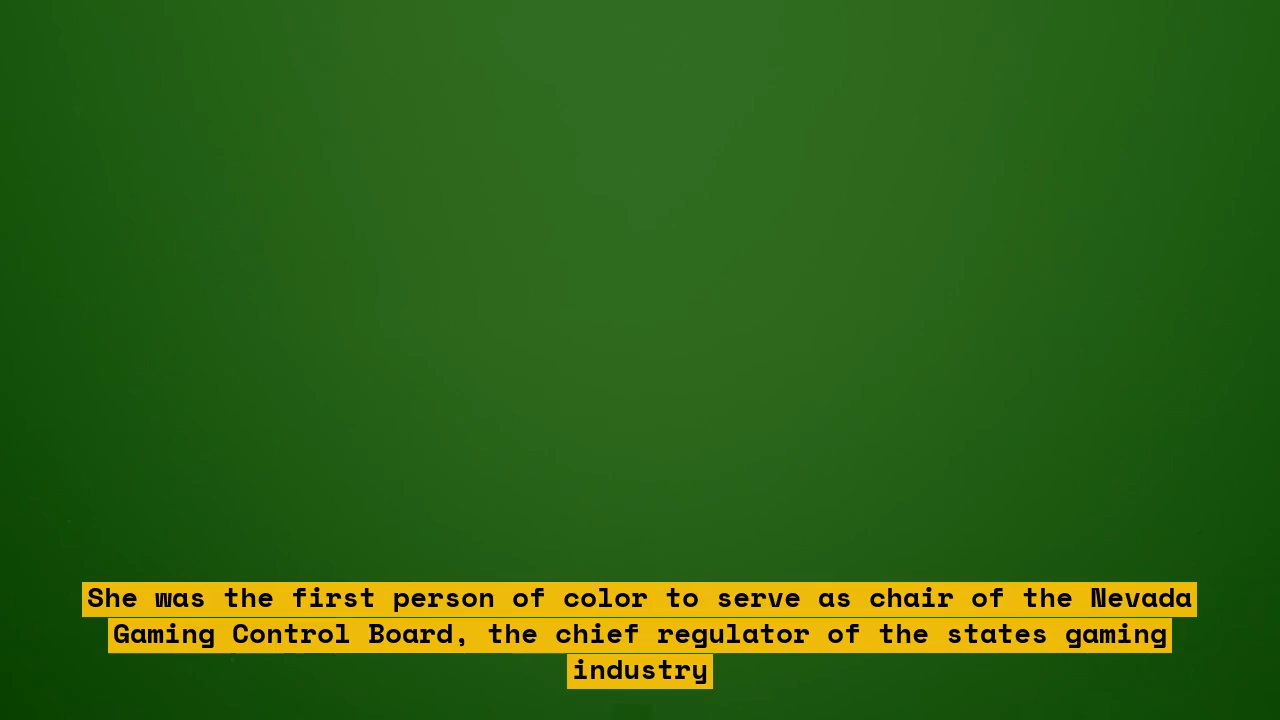 She was the first person of color to serve as chair of the Nevada
Gaming Control Board, the chief regulator of the states gaming
industry